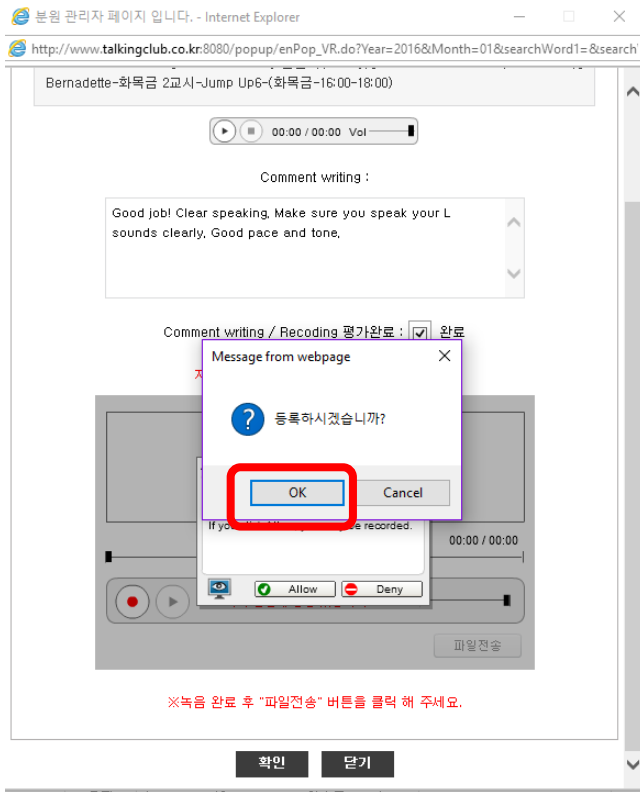 분원 관리자 페이지 입니다. - Internet Explorer
http://www.talkingclub.co.kr:8080/popup/enPop_VR.do?Year=2016&Month=01&searchWord1=&search
Bernadette-화목금 2교시-Jump Up6-(화목금-16:00-18:00)
00:00 / 00:00 Vol
Comment writing :
Good job! Clear speaking, Make sure you speak your L
sounds clearly, Good pace and tone,
Comment writing / Recoding 평가완료 : 완료
Message from webpage
등록하시겠습니까?
OK Cancel
If you
be recorded.
00:00 / 00:00
Allow Deny
파일전송
※녹음 완료 후 "파일전송" 버튼을 클릭 해 주세요.
확인 닫기